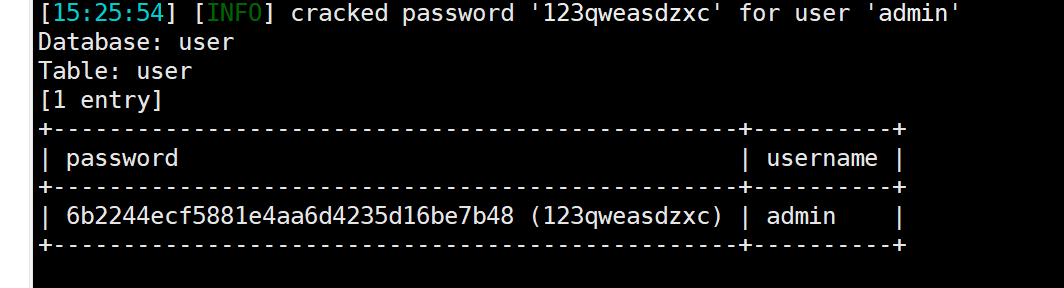 [15:25:54] [INFO] cracked password '123qweasdzxc' for user 'admin'
Database: user
Table: user
[1 entry]
+-----------------------------------------------+----------+
| password                                      | username |
+-----------------------------------------------+----------+
| 6b2244ecf5881e4aa6d4235d16be7b48 (123qweasdzxc) | admin    |
+-----------------------------------------------+----------+